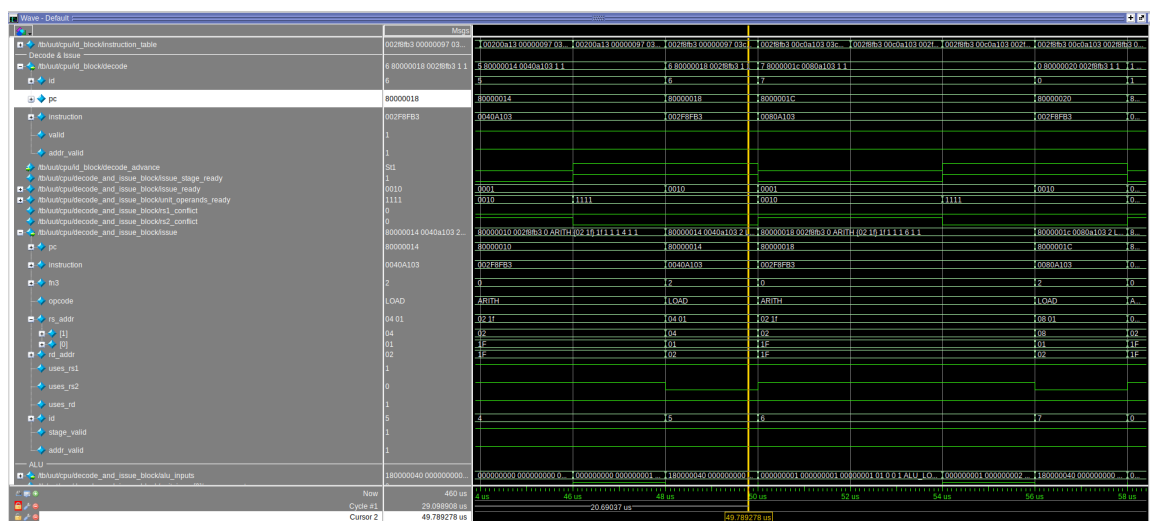 Wave - Default
Msgs
/tb/uut/cpu/id_block/instruction_table 002f8fb3 00000097 03... 00200a13 00000097 03... 00200a13 00000097 03... 002f8fb3 00000097 03c... 002f8fb3 00c0a103 03c... 002f8fb3 00c0a103 002f... 002f8fb3 00c0a103 002f... 002f8fb3 00c0a103 002f8fb3 0...
Decode & Issue
/tb/uut/cpu/id_block/decode 6 80000018 002f8fb3 1 1 5 80000014 0040a103 1 1 6 80000018 002f8fb3 1 1 7 8000001c 0080a103 1 1 0 80000020 002f8fb3 1 1 1...
id 6 5 6 7 0 1
pc 80000018 80000014 80000018 8000001C 80000020 8...
instruction 002F8FB3 0040A103 002F8FB3 0080A103 002F8FB3 0...
valid 1
addr_valid 1
/tb/uut/cpu/id_block/decode_advance St1
/tb/uut/cpu/decode_and_issue_block/issue_stage_ready 1
/tb/uut/cpu/decode_and_issue_block/issue_ready 0010 0001 0010 0001 0010 0...
/tb/uut/cpu/decode_and_issue_block/unit_operands_ready 1111 0010 1111 0010 1111 0...
/tb/uut/cpu/decode_and_issue_block/rs1_conflict 0
/tb/uut/cpu/decode_and_issue_block/rs2_conflict 0
/tb/uut/cpu/decode_and_issue_block/issue 80000014 0040a103 2... 80000010 002f8fb3 0 ARITH {02 1f} 1f 1 1 1 4 1 1 80000014 0040a103 2 L... 80000018 002f8fb3 0 ARITH {02 1f} 1f 1 1 1 6 1 1 8000001c 0080a103 2 L... 8...
pc 80000014 80000010 80000014 80000018 8000001C 8...
instruction 0040A103 002F8FB3 0040A103 002F8FB3 0080A103 0...
fn3 2 0 2 0 2 0
opcode LOAD ARITH LOAD ARITH LOAD A...
rs_addr 04 01 02 1f 04 01 02 1f 08 01 0...
[1] 04 02 04 02 08 02
[0] 01 1F 01 1F 01 1F
rd_addr 02 1F 02 1F 02 1F
uses_rs1 1
uses_rs2 0
uses_rd 1
id 5 4 5 6 7 0
stage_valid 1
addr_valid 1
ALU
/tb/uut/cpu/decode_and_issue_block/alu_inputs 180000040 000000000... 000000000 000000000 0... 000000000 000000001 ... 180000040 000000000 000000001 000000001 00000001 01 0 0 1 ALU_LO... 000000001 000000002 ... 180000040 000000000 ... 0...
Now 460 us 4 us 46 us 48 us 50 us 52 us 54 us 56 us 58 us
Cycle #1 29.098908 us 20.69037 us
Cursor 2 49.789278 us 49.789278 us